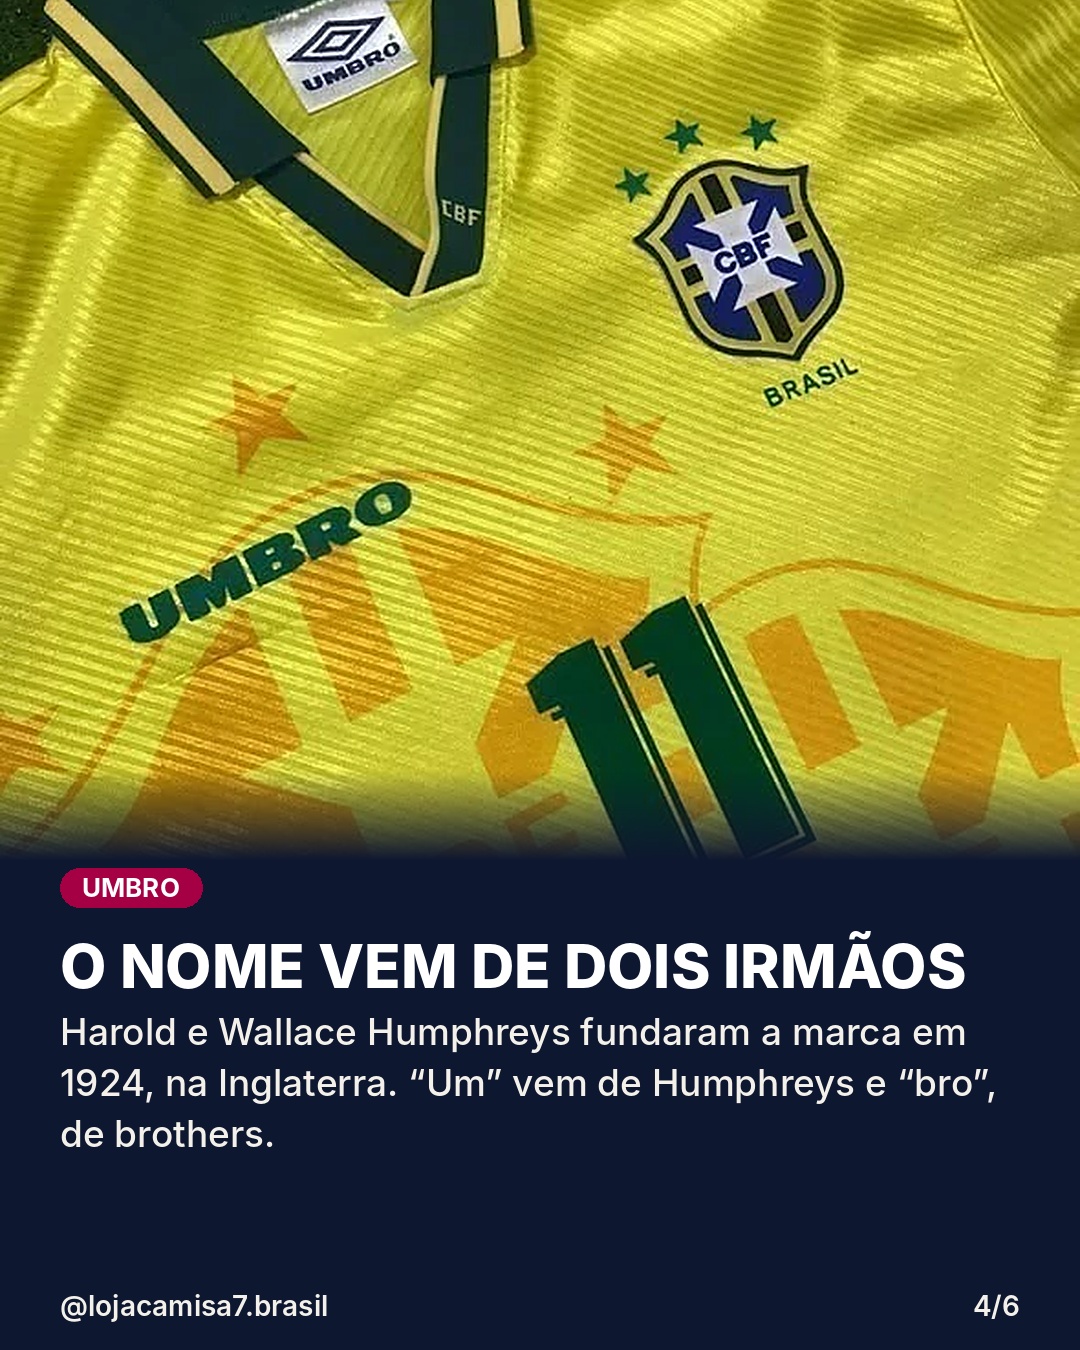 UMBRO
CBF
CBF
BRASIL
UMBRO
11
UMBRO
O NOME VEM DE DOIS IRMÃOS
Harold e Wallace Humphreys fundaram a marca em
1924, na Inglaterra. “Um” vem de Humphreys e “bro”,
de brothers.
@lojacamisa7.brasil
4/6